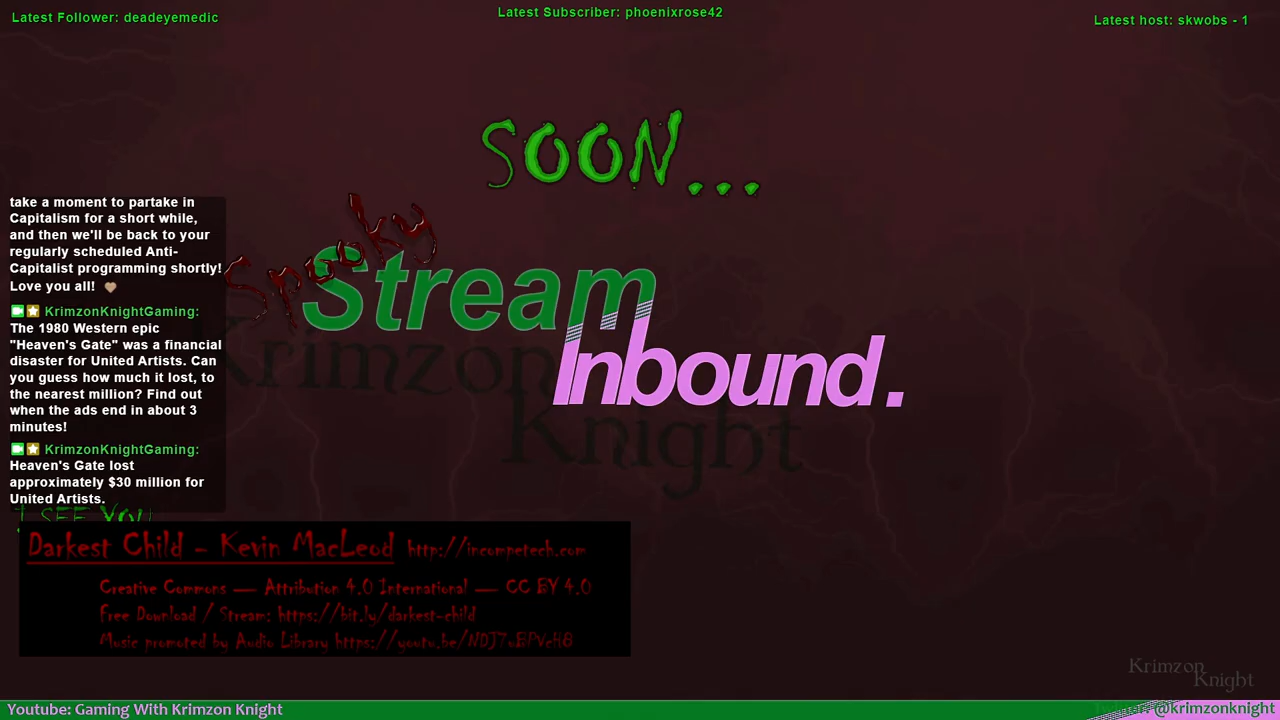 Latest Follower: deadeyemedic
Latest Subscriber: phoenixrose42
Latest host: skwobs - 1
SOON...
Spooky
Stream
Inbound.
Krimzon
Knight
take a moment to partake in
Capitalism for a short while,
and then we'll be back to your
regularly scheduled Anti-
Capitalist programming shortly!
Love you all!
KrimzonKnightGaming:
The 1980 Western epic
"Heaven's Gate" was a financial
disaster for United Artists. Can
you guess how much it lost, to
the nearest million? Find out
when the ads end in about 3
minutes!
KrimzonKnightGaming:
Heaven's Gate lost
approximately $30 million for
United Artists.
I SEE YOU
Darkest Child - Kevin MacLeod http://incompetech.com
Creative Commons — Attribution 4.0 International — CC BY 4.0
Free Download / Stream: https://bit.ly/darkest-child
Music promoted by Audio Library
Krimzon
Knight
Youtube: Gaming With Krimzon Knight
Twitter: @krimzonknight